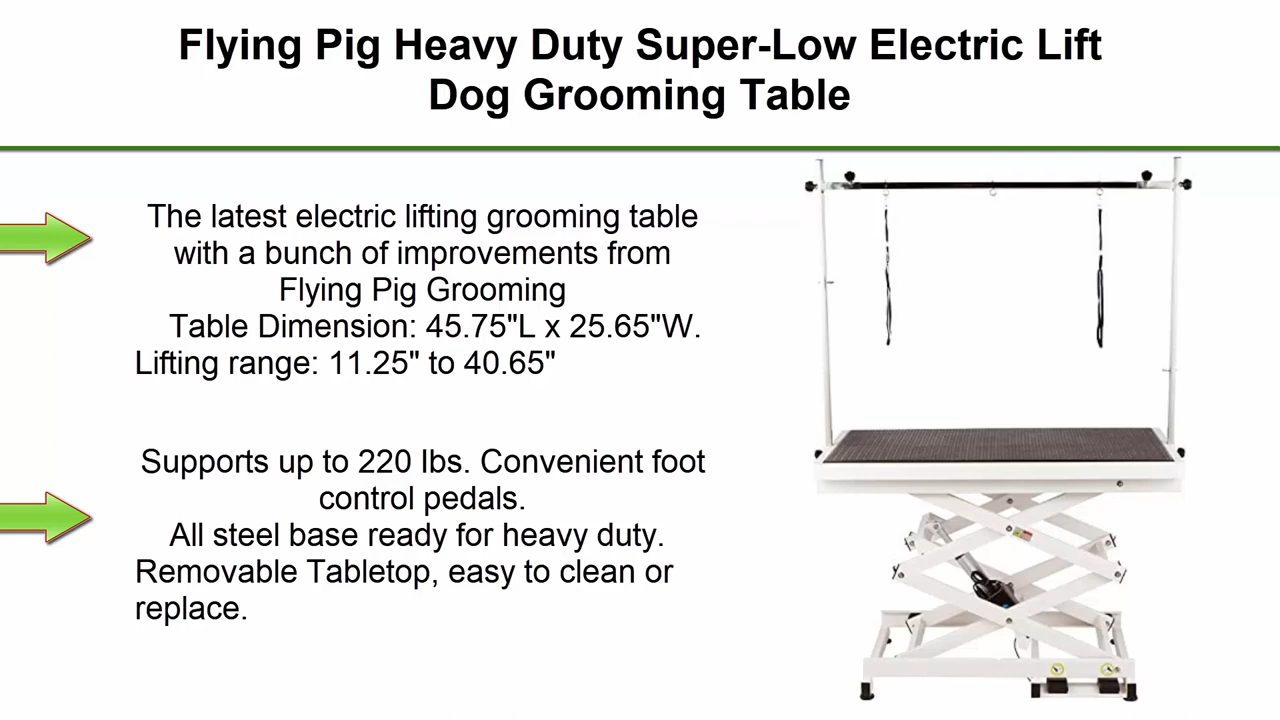 Flying Pig Heavy Duty Super-Low Electric Lift
Dog Grooming Table
The latest electric lifting grooming table
with a bunch of improvements from
Flying Pig Grooming
Table Dimension: 45.75"L x 25.65"W.
Lifting range: 11.25" to 40.65"
Supports up to 220 lbs. Convenient foot
control pedals.
All steel base ready for heavy duty.
Removable Tabletop, easy to clean or
replace.